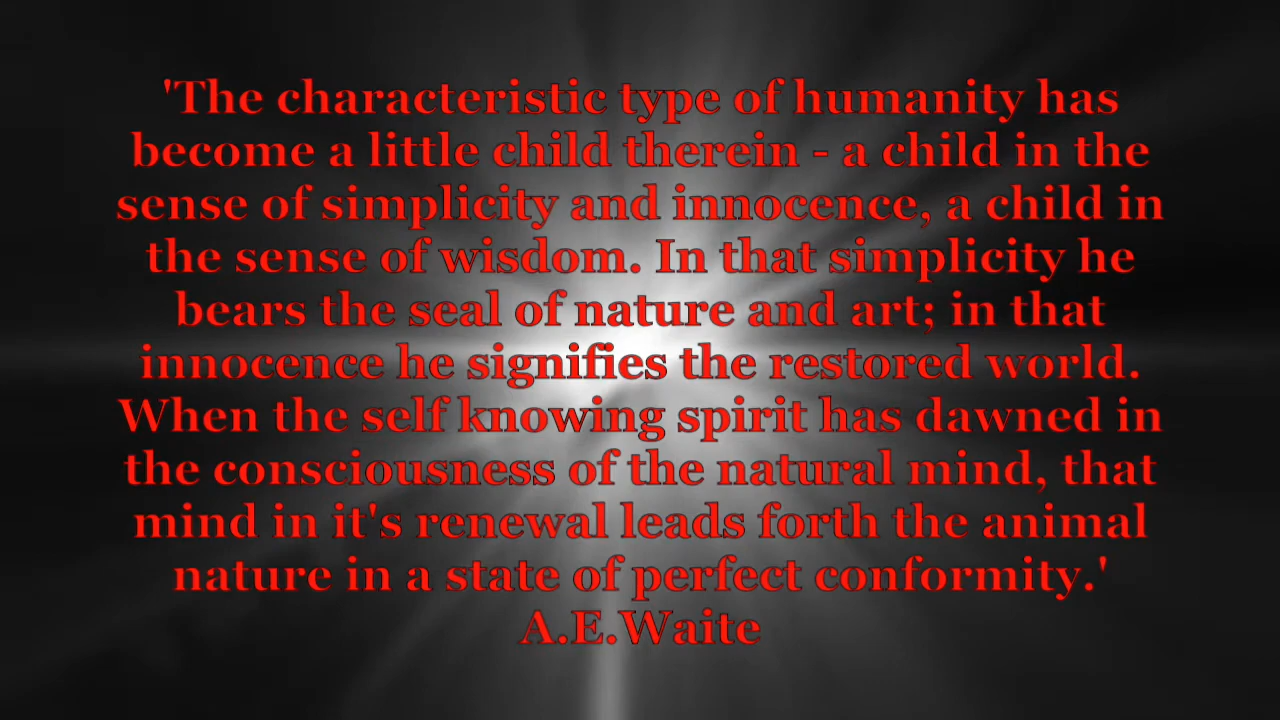 'The characteristic type of humanity has
become a little child therein - a child in the
sense of simplicity and innocence, a child in
the sense of wisdom. In that simplicity he
bears the seal of nature and art; in that
innocence he signifies the restored world.
When the self knowing spirit has dawned in
the consciousness of the natural mind, that
mind in it's renewal leads forth the animal
nature in a state of perfect conformity.'
A.E.Waite